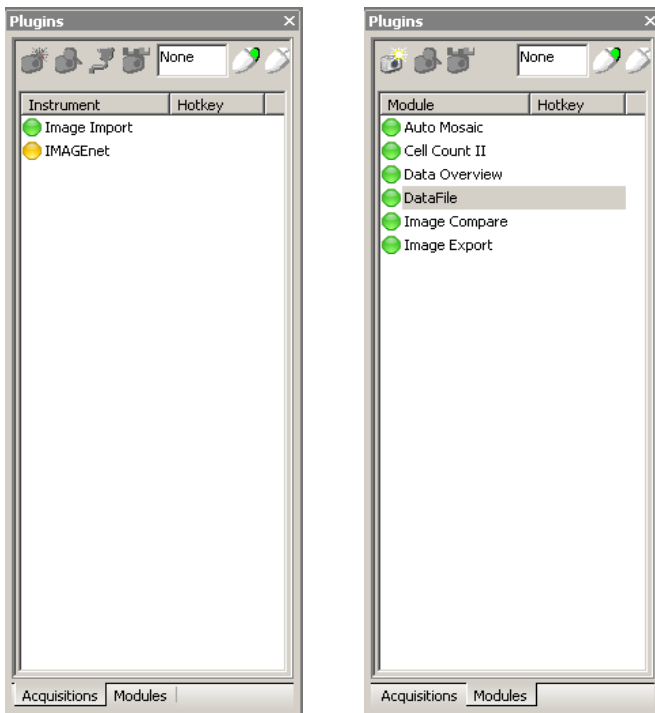 Plugins
None
Instrument Hotkey
Image Import
IMAGEnet
Acquisitions Modules
Plugins
None
Module Hotkey
Auto Mosaic
Cell Count II
Data Overview
DataFile
Image Compare
Image Export
Acquisitions Modules